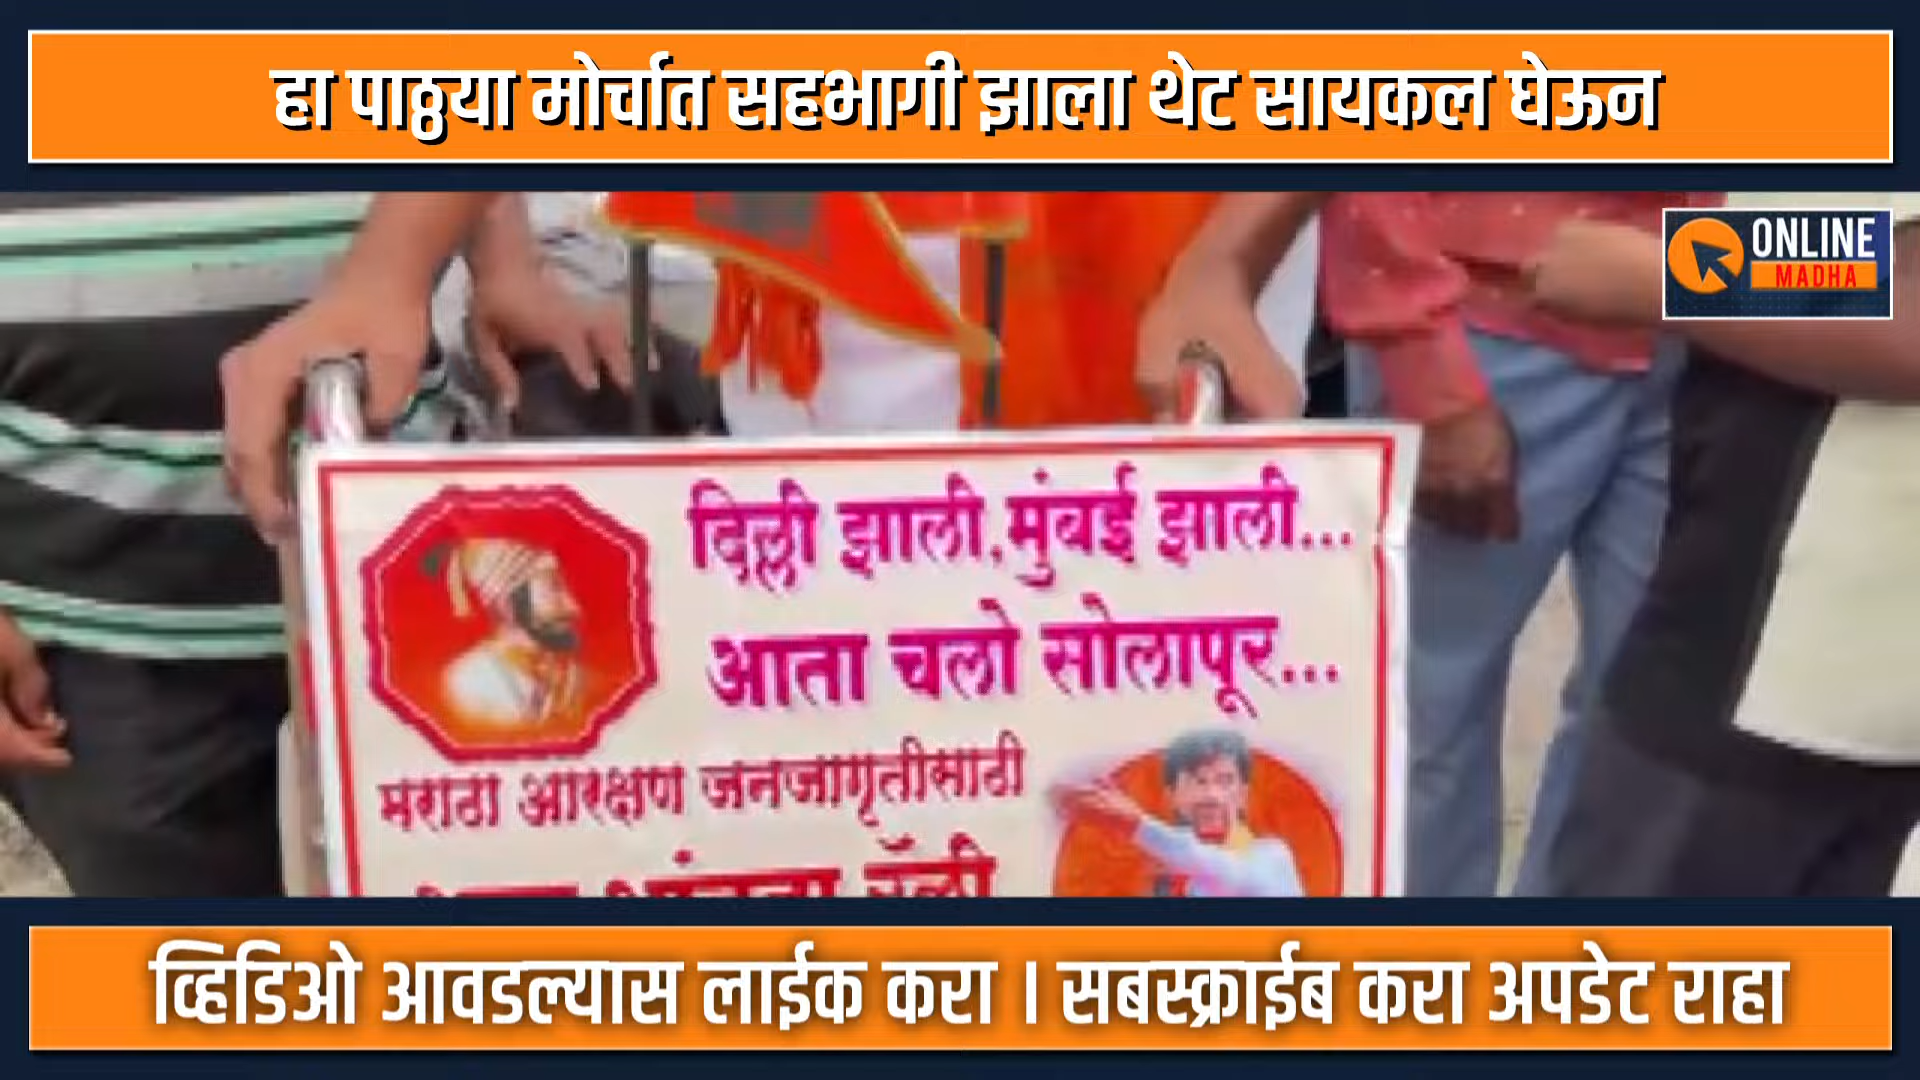 हा पाठ्ठया मोर्चात सहभागी झाला थेट सायकल घेऊन
ONLINE
MADHA
दिल्ली झाली,मुंबई झाली...
आता चलो सोलापूर...
मराठा आरक्षण जनजागृतीसाठी
रॅली
व्हिडिओ आवडल्यास लाईक करा । सबस्क्राईब करा अपडेट राहा